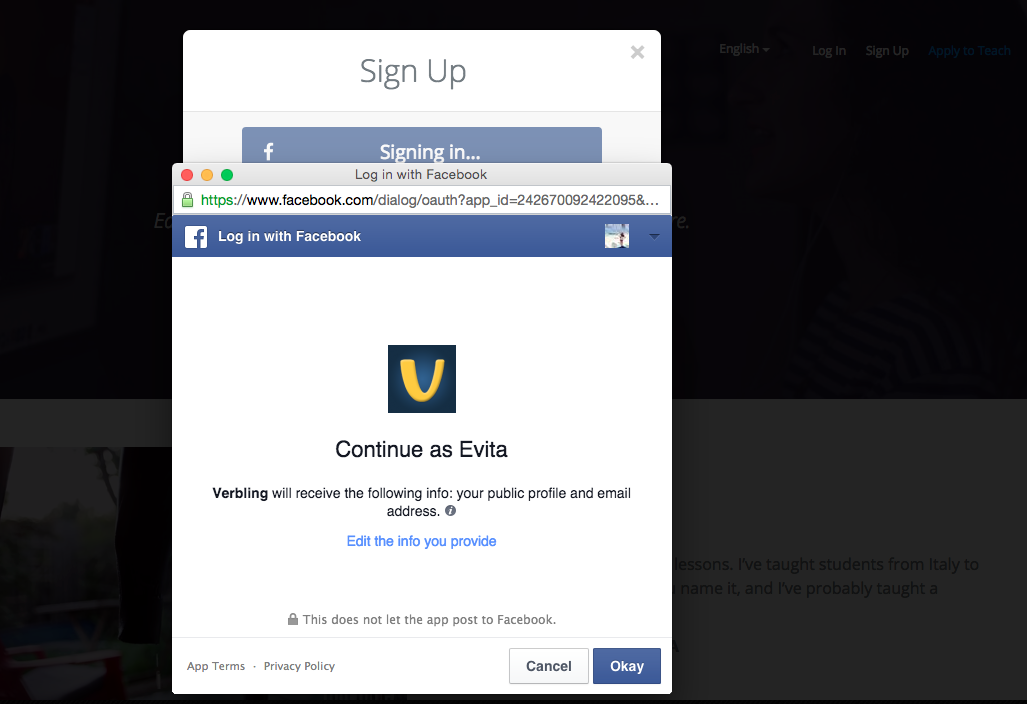 English
Log In
Sign Up
Apply to Teach
Sign Up
Signing in...
Log in with Facebook
https://www.facebook.com/dialog/oauth?app_id=242670092422095&...
Log in with Facebook
re.
Continue as Evita
Verbling will receive the following info: your public profile and email
address.
Edit the info you provide
This does not let the app post to Facebook.
App Terms · Privacy Policy
Cancel
Okay
lessons. I've taught students from Italy to
name it, and I've probably taught a